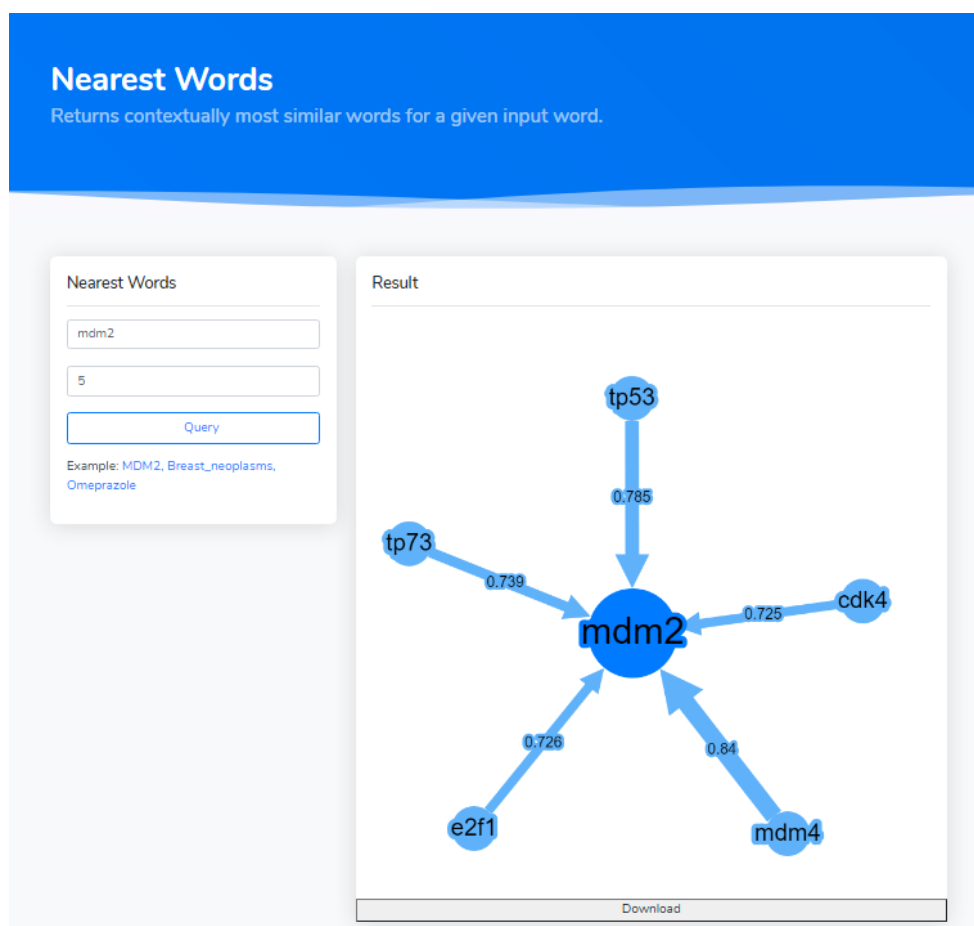 Nearest Words
Returns contextually most similar words for a given input word.
Nearest Words
mdm2
5
Query
Example: MDM2, Breast_neoplasms,
Omeprazole
Result
tp53
0.785
tp73
0.739
cdk4
0.725
mdm2
0.726
0.84
e2f1
mdm4
Download